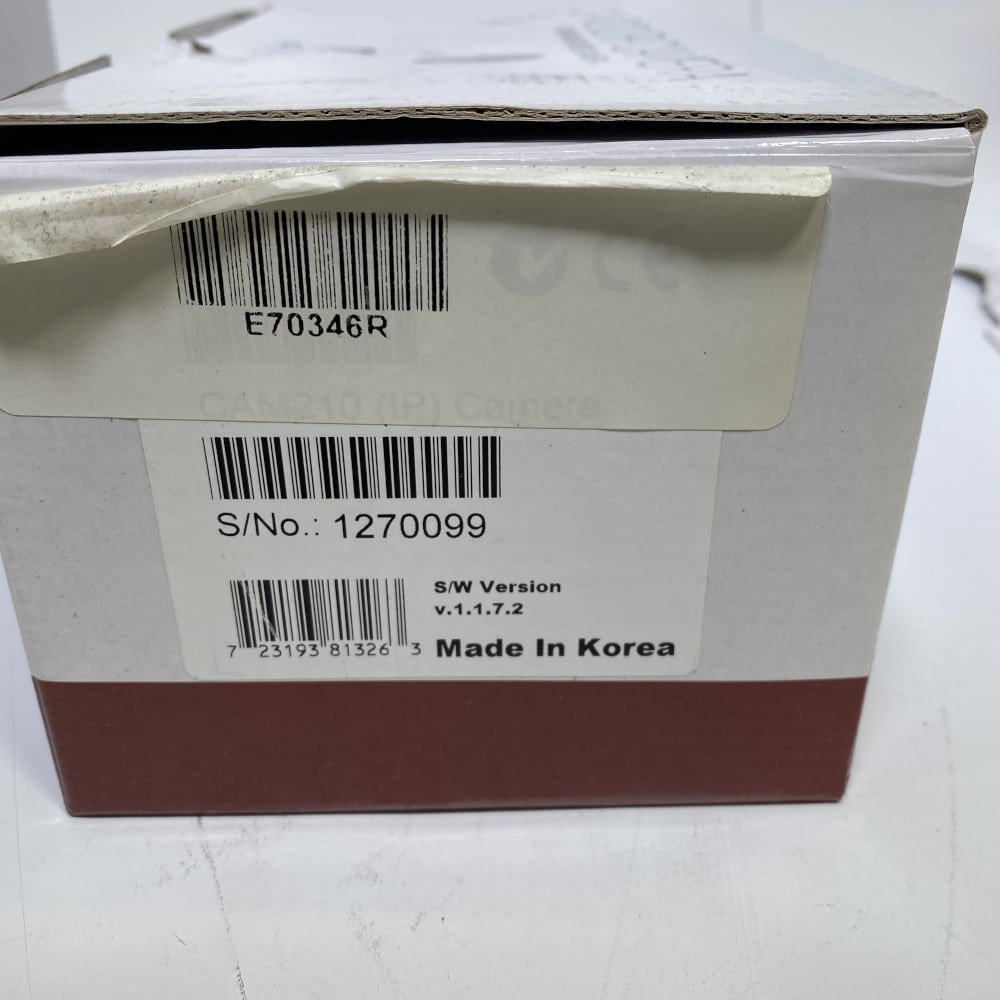 E70346R
CAM210 (IP) Camera
S/No.: 1270099
S/W Version
v.1.1.7.2
7 23193 81326 3
Made In Korea